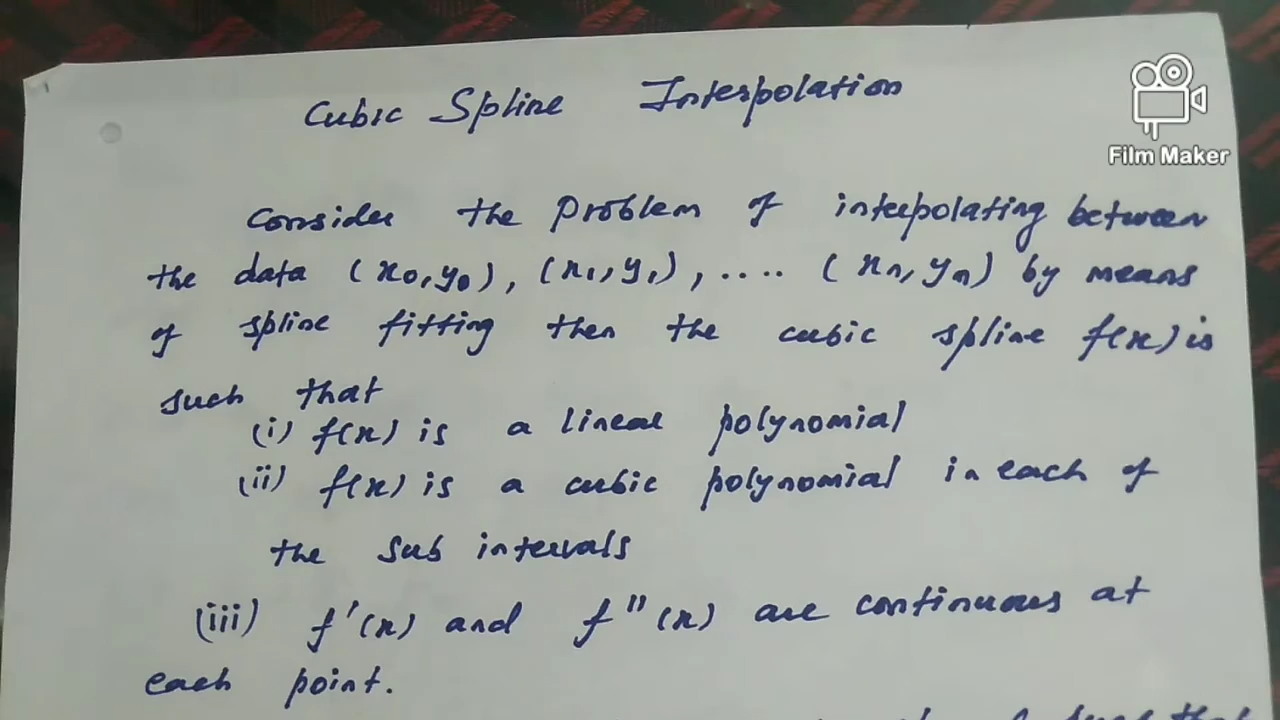 Cubic Spline Interpolation
Film Maker
Consider the problem of interpolating between
the data (x0,y0), (x1,y1), .... (xn,yn) by means
of spline fitting then the cubic spline f(x) is
such that
(i) f(x) is a linear polynomial
(ii) f(x) is a cubic polynomial in each of
the sub intervals
(iii) f'(x) and f"(x) are continuous at
each point.